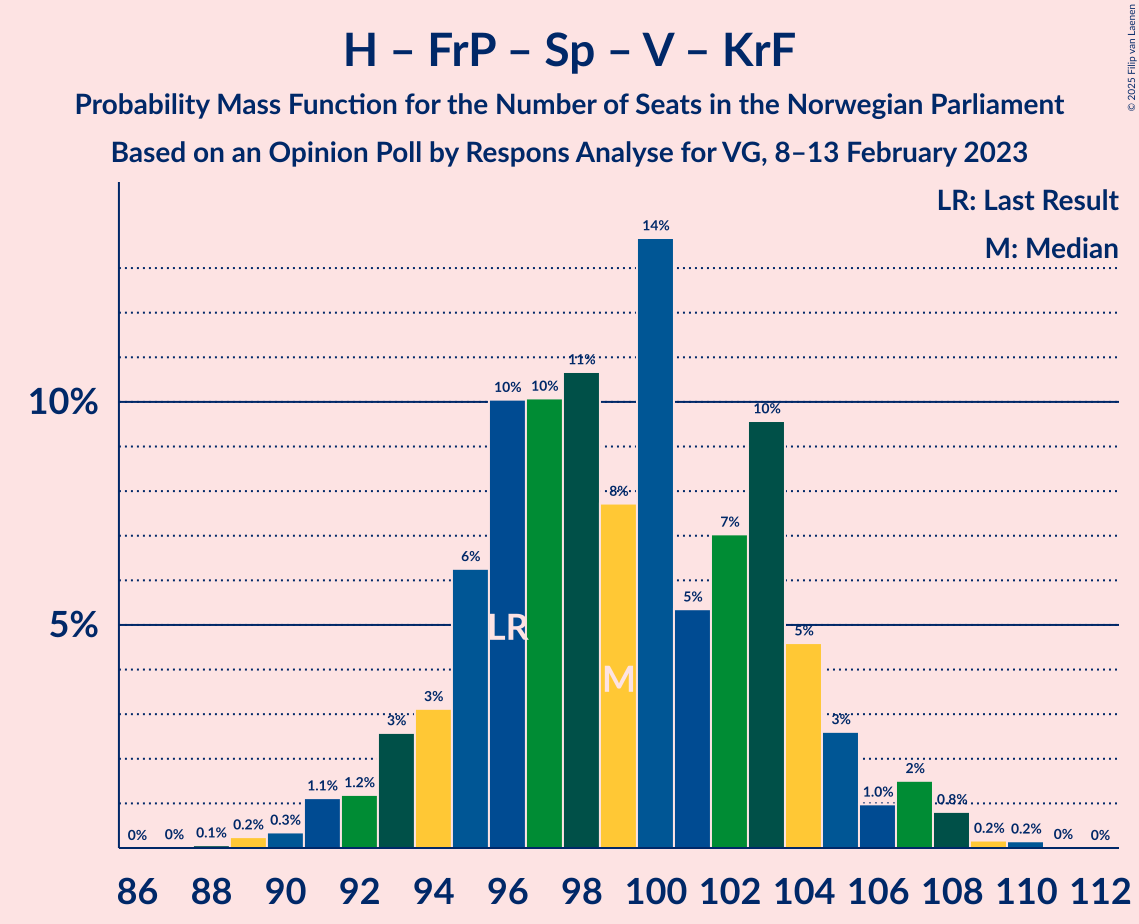 H – FrP – Sp – V – KrF
Probability Mass Function for the Number of Seats in the Norwegian Parliament
Based on an Opinion Poll by Respons Analyse for VG, 8–13 February 2023
© 2025 Filip van Laenen
LR: Last Result
M: Median
14%
11%
10% 10%
10%
10%
8%
7%
6%
5%
5%
5%
LR
M
3%
3%
3%
2%
1.1% 1.2%
1.0%
0.8%
0% 0% 0.1% 0.2% 0.3%
0.2% 0.2% 0% 0%
86 88 90 92 94 96 98 100 102 104 106 108 110 112